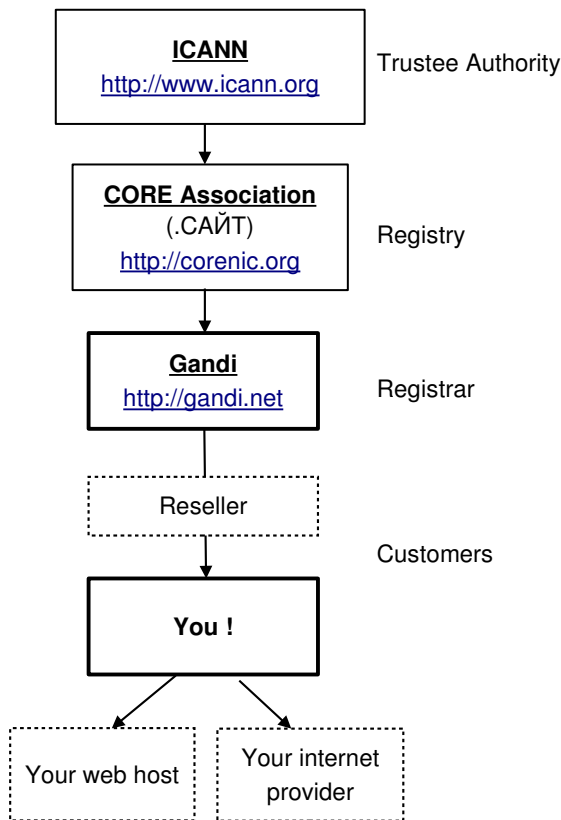 ICANN
http://www.icann.org
Trustee Authority
CORE Association
(.САЙТ)
http://corenic.org
Registry
Gandi
http://gandi.net
Registrar
Reseller
Customers
You !
Your web host
Your internet
provider